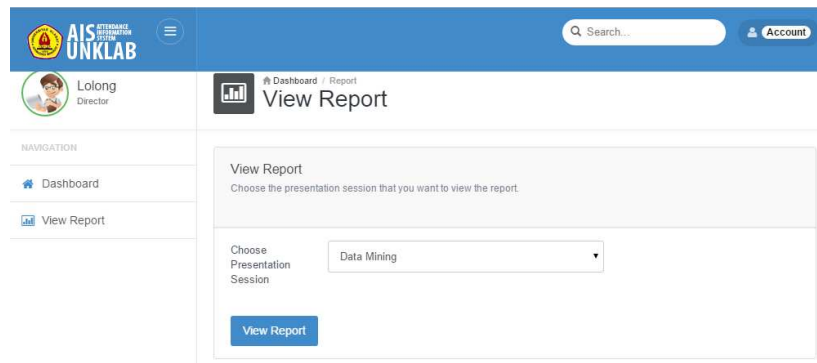 AIS ATTENDANCE INFORMATION SYSTEM
UNKLAB
Search...
Account
Lolong
Director
Dashboard / Report
View Report
NAVIGATION
Dashboard
View Report
View Report
Choose the presentation session that you want to view the report.
Choose
Presentation
Session
Data Mining
View Report